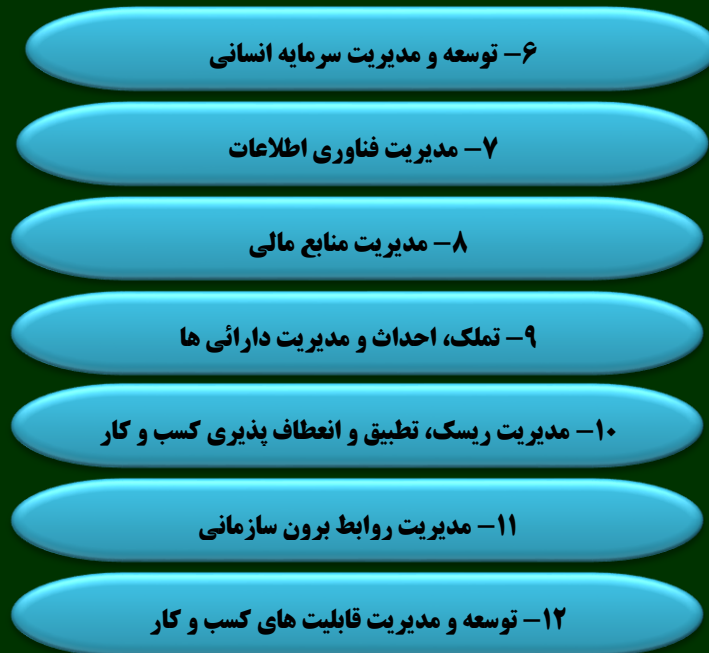 ۶- توسعه و مدیریت سرمایه انسانی
۷- مدیریت فناوری اطلاعات
۸- مدیریت منابع مالی
۹- تملک، احداث و مدیریت دارائی ها
۱۰- مدیریت ریسک، تطبیق و انعطاف پذیری کسب و کار
۱۱- مدیریت روابط برون سازمانی
۱۲- توسعه و مدیریت قابلیت های کسب و کار